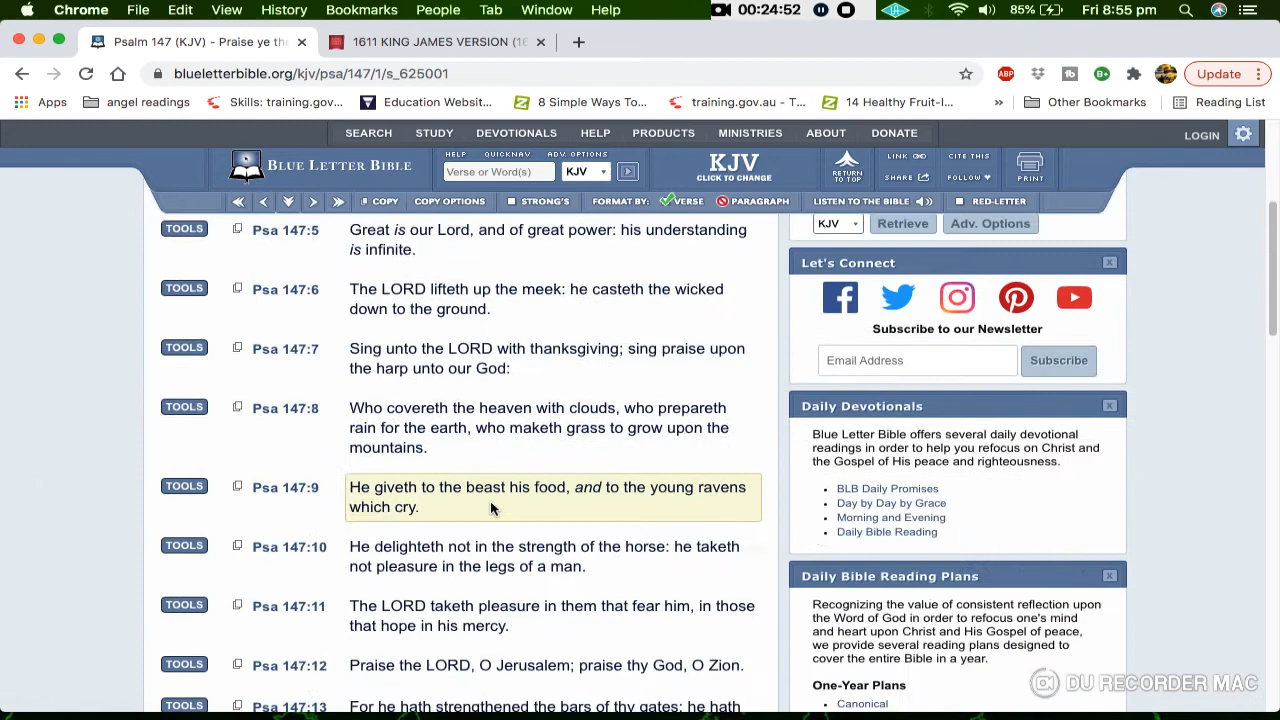 Chrome File Edit View History Bookmarks People Tab Window Help 00:24:52 85% Fri 8:55 pm
Psalm 147 (KJV) - Praise ye th × 1611 KING JAMES VERSION (16 × +
blueletterbible.org/kjv/psa/147/1/s_625001 Update
Apps angel readings Skills: training.gov... Education Websit... 8 Simple Ways To... training.gov.au - T... 14 Healthy Fruit-I... » Other Bookmarks Reading List
SEARCH STUDY DEVOTIONALS HELP PRODUCTS MINISTRIES ABOUT DONATE LOGIN
BLUE LETTER BIBLE
HELP QUICKNAV ADV. OPTIONS
Verse or Word(s) KJV
KJV
CLICK TO CHANGE
RETURN TO TOP
LINK CITE THIS
SHARE FOLLOW
PRINT
COPY COPY OPTIONS STRONG'S FORMAT BY: VERSE PARAGRAPH LISTEN TO THE BIBLE RED-LETTER
TOOLS Psa 147:5 Great is our Lord, and of great power: his understanding
is infinite.
TOOLS Psa 147:6 The LORD lifteth up the meek: he casteth the wicked
down to the ground.
TOOLS Psa 147:7 Sing unto the LORD with thanksgiving; sing praise upon
the harp unto our God:
TOOLS Psa 147:8 Who covereth the heaven with clouds, who prepareth
rain for the earth, who maketh grass to grow upon the
mountains.
TOOLS Psa 147:9 He giveth to the beast his food, and to the young ravens
which cry.
TOOLS Psa 147:10 He delighteth not in the strength of the horse: he taketh
not pleasure in the legs of a man.
TOOLS Psa 147:11 The LORD taketh pleasure in them that fear him, in those
that hope in his mercy.
TOOLS Psa 147:12 Praise the LORD, O Jerusalem; praise thy God, O Zion.
TOOLS Psa 147:13 For he hath strengthened the bars of thy gates: he hath
KJV Retrieve Adv. Options
Let's Connect X
Subscribe to our Newsletter
Email Address Subscribe
Daily Devotionals X
Blue Letter Bible offers several daily devotional
readings in order to help you refocus on Christ and
the Gospel of His peace and righteousness.
BLB Daily Promises
Day by Day by Grace
Morning and Evening
Daily Bible Reading
Daily Bible Reading Plans X
Recognizing the value of consistent reflection upon
the Word of God in order to refocus one's mind
and heart upon Christ and His Gospel of peace,
we provide several reading plans designed to
cover the entire Bible in a year.
One-Year Plans
Canonical
DU RECORDER MAC